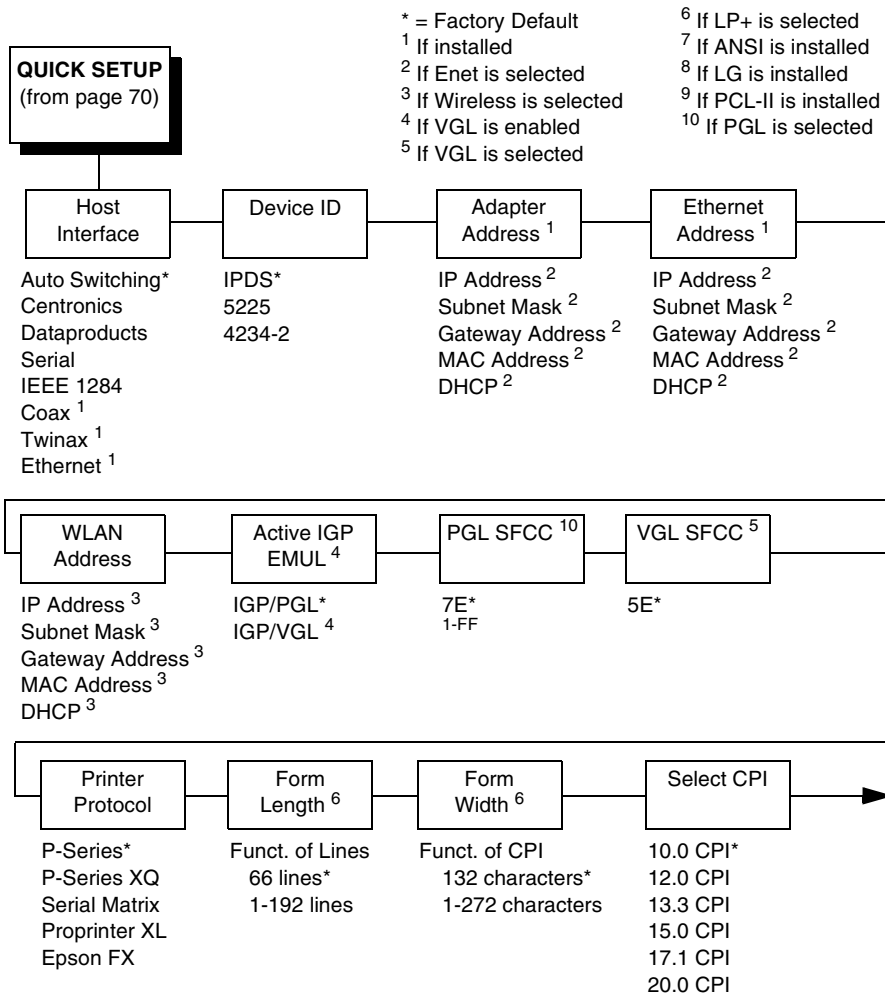 * = Factory Default
1 If installed
2 If Enet is selected
3 If Wireless is selected
4 If VGL is enabled
5 If VGL is selected
6 If LP+ is selected
7 If ANSI is installed
8 If LG is installed
9 If PCL-II is installed
10 If PGL is selected
QUICK SETUP
(from page 70)
Host
Interface
Auto Switching*
Centronics
Dataproducts
Serial
IEEE 1284
Coax 1
Twinax 1
Ethernet 1
Device ID
IPDS*
5225
4234-2
Adapter
Address 1
IP Address 2
Subnet Mask 2
Gateway Address 2
MAC Address 2
DHCP 2
Ethernet
Address 1
IP Address 2
Subnet Mask 2
Gateway Address 2
MAC Address 2
DHCP 2
WLAN
Address
IP Address 3
Subnet Mask 3
Gateway Address 3
MAC Address 3
DHCP 3
Active IGP
EMUL 4
IGP/PGL*
IGP/VGL 4
PGL SFCC 10
7E*
1-FF
VGL SFCC 5
5E*
Printer
Protocol
P-Series*
P-Series XQ
Serial Matrix
Proprinter XL
Epson FX
Form
Length 6
Funct. of Lines
66 lines*
1-192 lines
Form
Width 6
Funct. of CPI
132 characters*
1-272 characters
Select CPI
10.0 CPI*
12.0 CPI
13.3 CPI
15.0 CPI
17.1 CPI
20.0 CPI